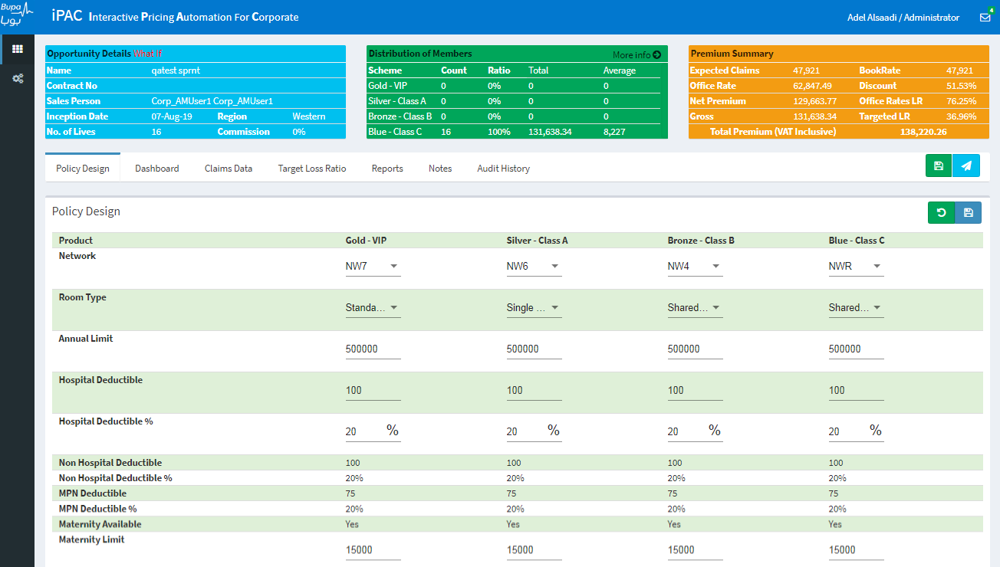 Bupa
بوبا
iPAC Interactive Pricing Automation For Corporate
Adel Alsaadi / Administrator
4
Opportunity Details What If
Name qatest sprnt
Contract No
Sales Person Corp_AMUser1 Corp_AMUser1
Inception Date 07-Aug-19 Region Western
No. of Lives 16 Commission 0%
Distribution of Members More info
Scheme Count Ratio Total Average
Gold - VIP 0 0% 0 0
Silver - Class A 0 0% 0 0
Bronze - Class B 0 0% 0 0
Blue - Class C 16 100% 131,638.34 8,227
Premium Summary
Expected Claims 47,921 BookRate 47,921
Office Rate 62,847.49 Discount 51.53%
Net Premium 129,663.77 Office Rates LR 76.25%
Gross 131,638.34 Targeted LR 36.96%
Total Premium (VAT Inclusive) 138,220.26
Policy Design Dashboard Claims Data Target Loss Ratio Reports Notes Audit History
Policy Design
Product Gold - VIP Silver - Class A Bronze - Class B Blue - Class C
Network NW7 NW6 NW4 NWR
Room Type Standa... Single ... Shared... Shared...
Annual Limit 500000 500000 500000 500000
Hospital Deductible 100 100 100 100
Hospital Deductible % 20 % 20 % 20 % 20 %
Non Hospital Deductible 100 100 100 100
Non Hospital Deductible % 20% 20% 20% 20%
MPN Deductible 75 75 75 75
MPN Deductible % 20% 20% 20% 20%
Maternity Available Yes Yes Yes Yes
Maternity Limit 15000 15000 15000 15000